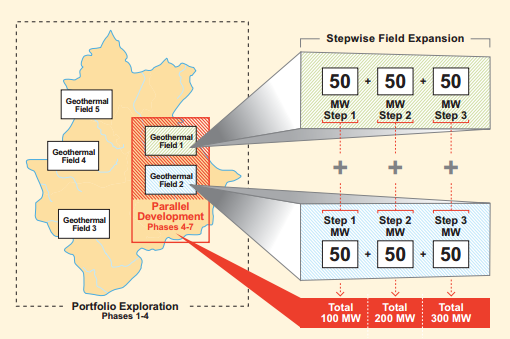 Stepwise Field Expansion
Geothermal
Field 5
Geothermal
Field 4
Geothermal
Field 3
Geothermal
Field 1
Geothermal
Field 2
Parallel
Development
Phases 4-7
Portfolio Exploration
Phases 1-4
50 + 50 + 50
MW MW MW
Step 1 Step 2 Step 3
+ + +
Step 1 Step 2 Step 3
MW MW MW
50 + 50 + 50
Total Total Total
100 MW 200 MW 300 MW